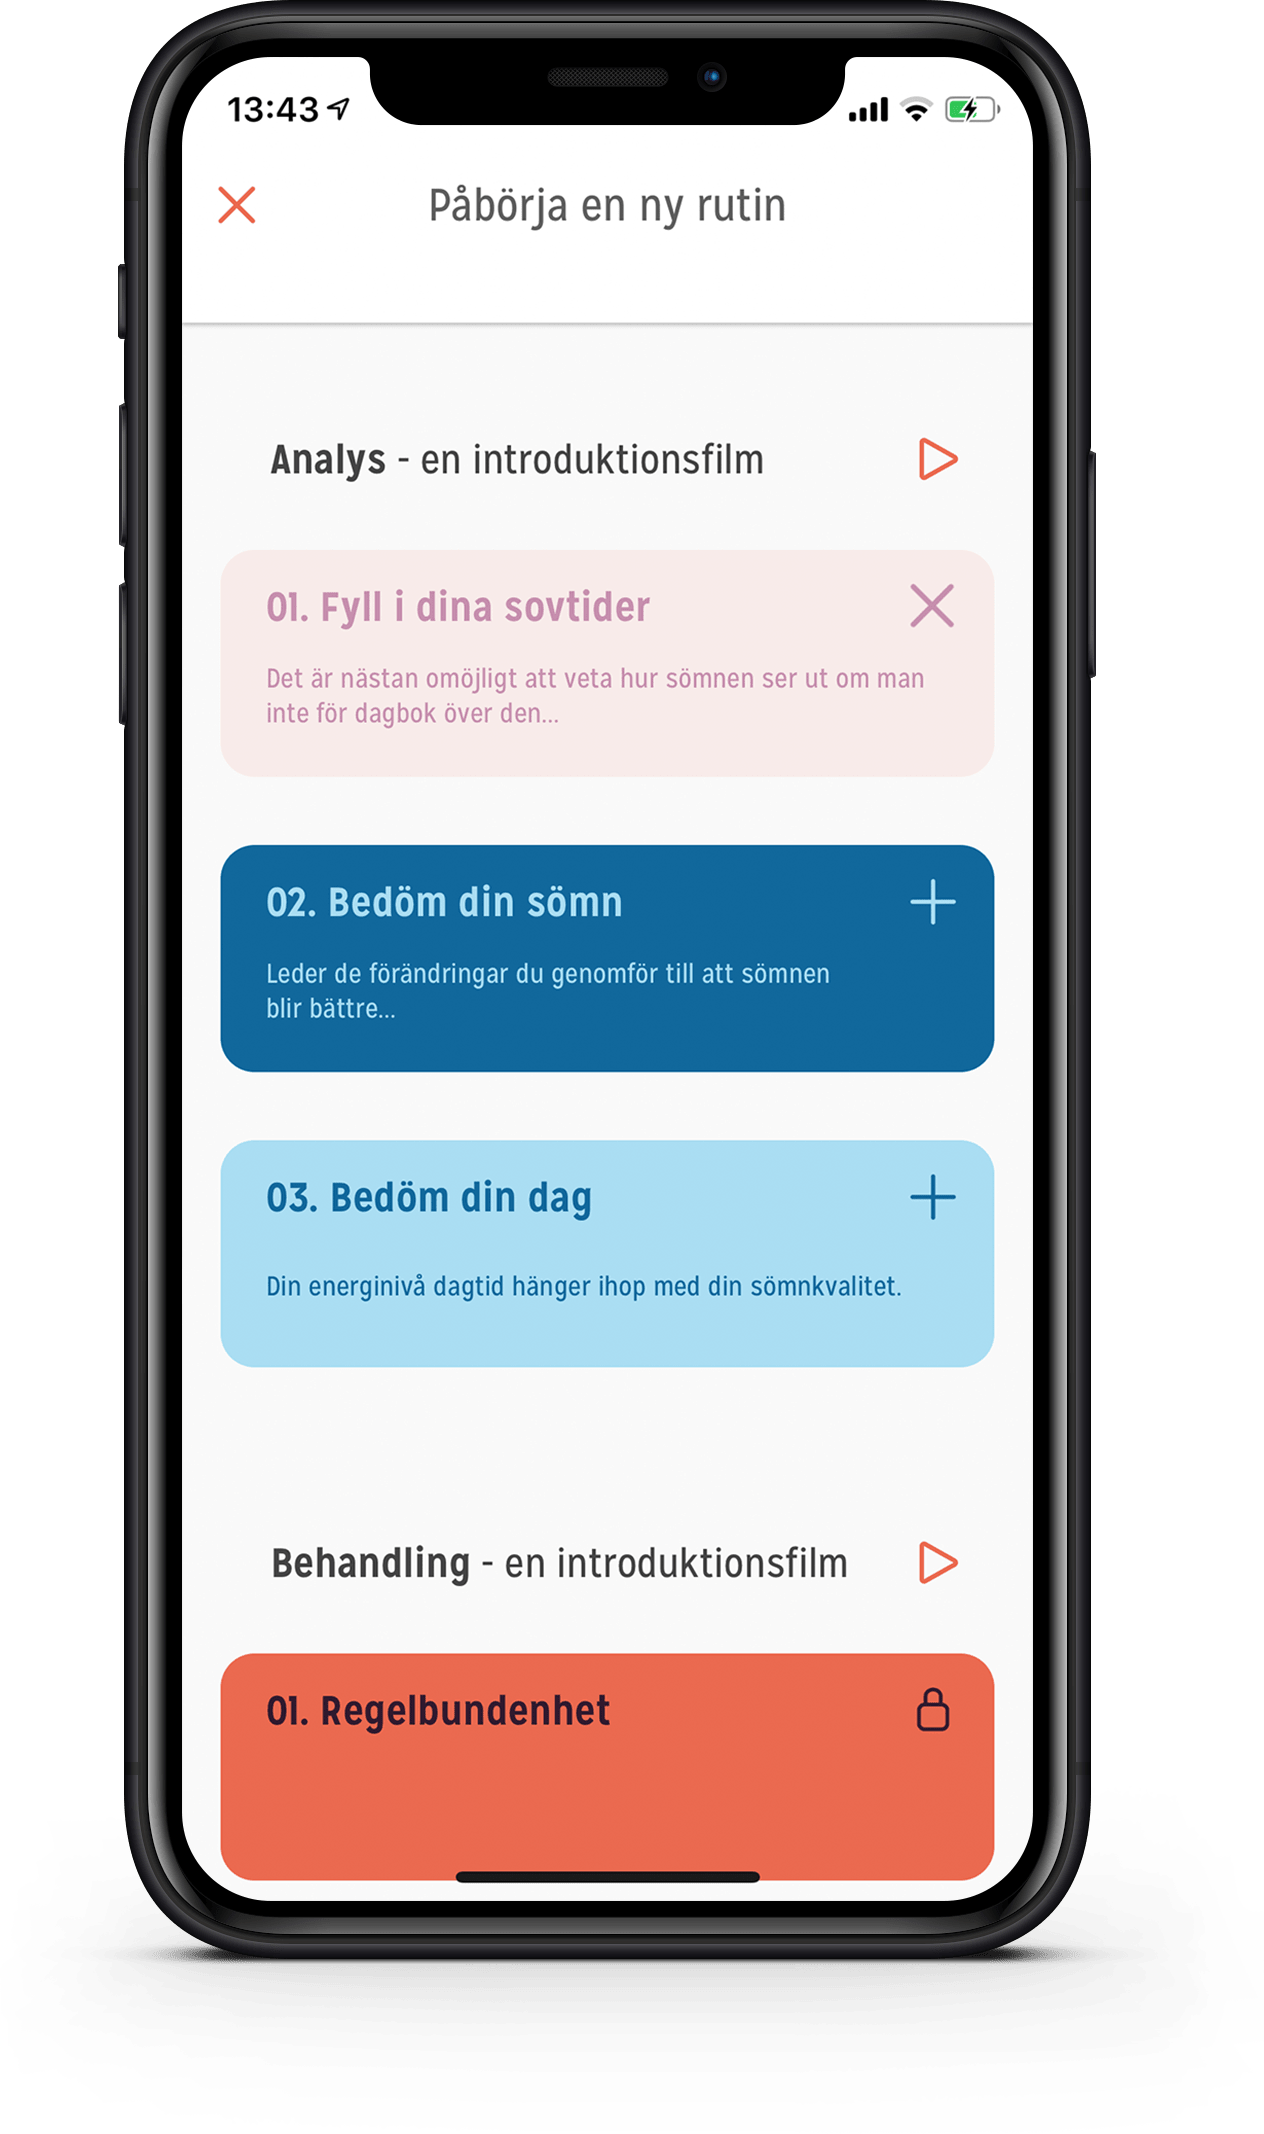 13:43
Påbörja en ny rutin
Analys - en introduktionsfilm
01. Fyll i dina sovtider
Det är nästan omöjligt att veta hur sömnen ser ut om man
inte för dagbok över den...
02. Bedöm din sömn
Leder de förändringar du genomför till att sömnen
blir bättre...
03. Bedöm din dag
Din energinivå dagtid hänger ihop med din sömnkvalitet.
Behandling - en introduktionsfilm
01. Regelbundenhet